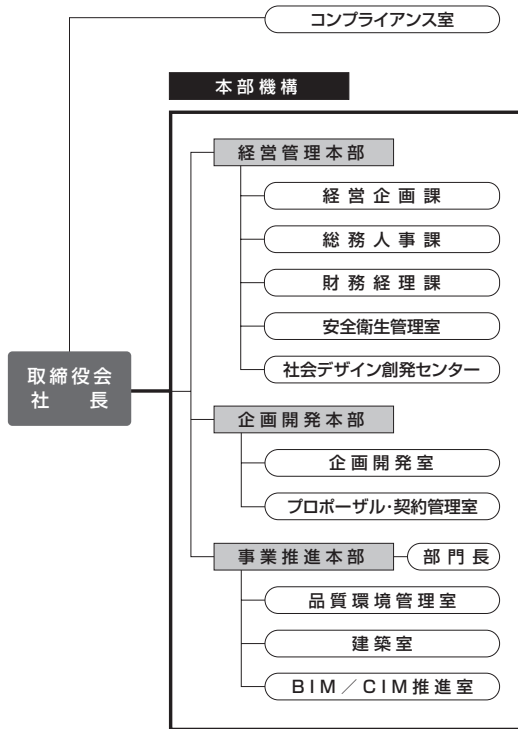 コンプライアンス室
本部機構
経営管理本部
経営企画課
総務人事課
財務経理課
安全衛生管理室
社会デザイン創発センター
取締役会
社長
企画開発本部
企画開発室
プロポーザル・契約管理室
事業推進本部
部門長
品質環境管理室
建築室
BIM／CIM推進室